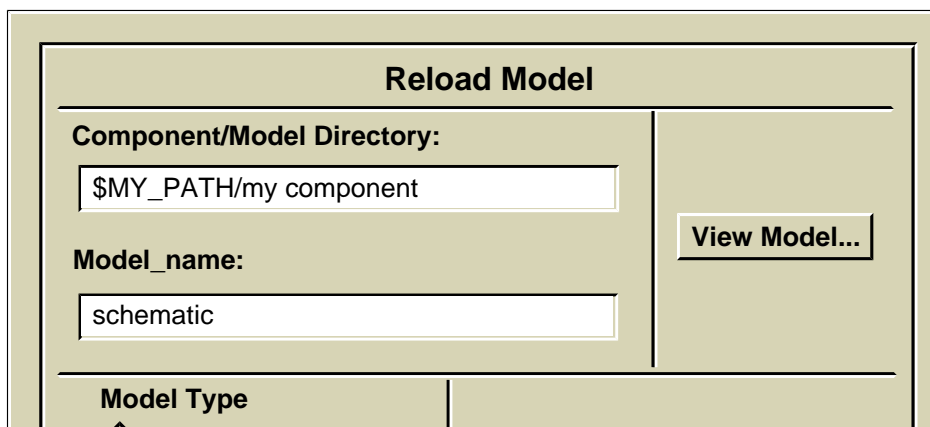 Reload Model
Component/Model Directory:
$MY_PATH/my component
View Model...
Model_name:
schematic
Model Type